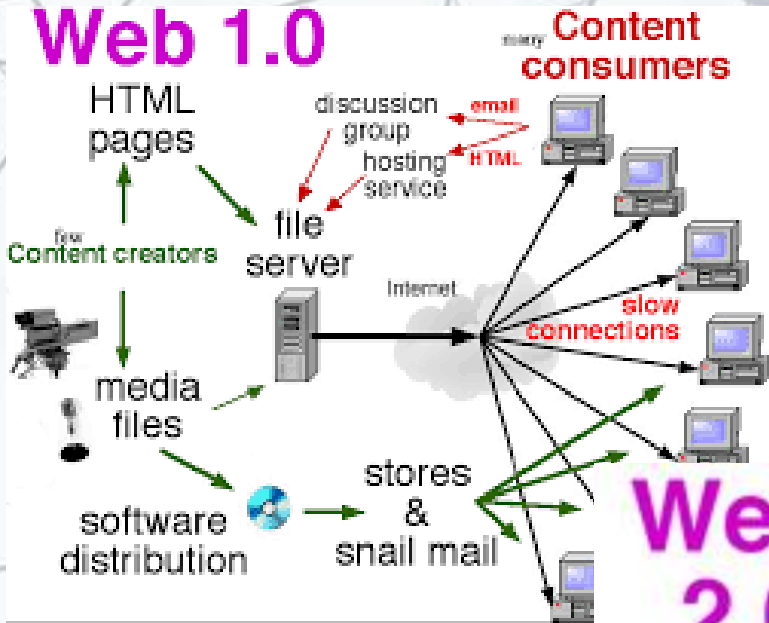 Web 1.0
many Content
consumers
HTML
pages
discussion
group
email
hosting
service
HTML
few
Content creators
file
server
Internet
slow
connections
media
files
stores
&
snail mail
software
distribution
We
2.